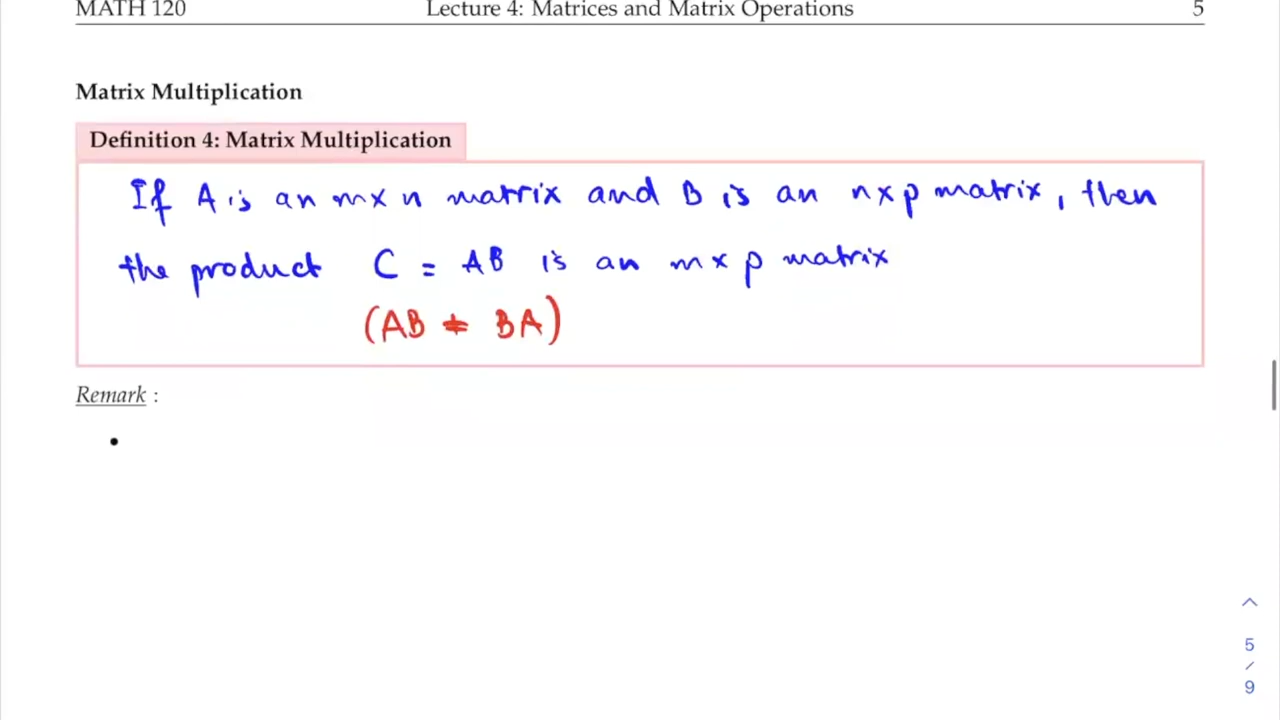 MATH 120 Lecture 4: Matrices and Matrix Operations 5
Matrix Multiplication
Definition 4: Matrix Multiplication
If A is an m×n matrix and B is an n×p matrix, then
the product C = AB is an m×p matrix
(AB ≠ BA)
Remark :
•
5
/
9